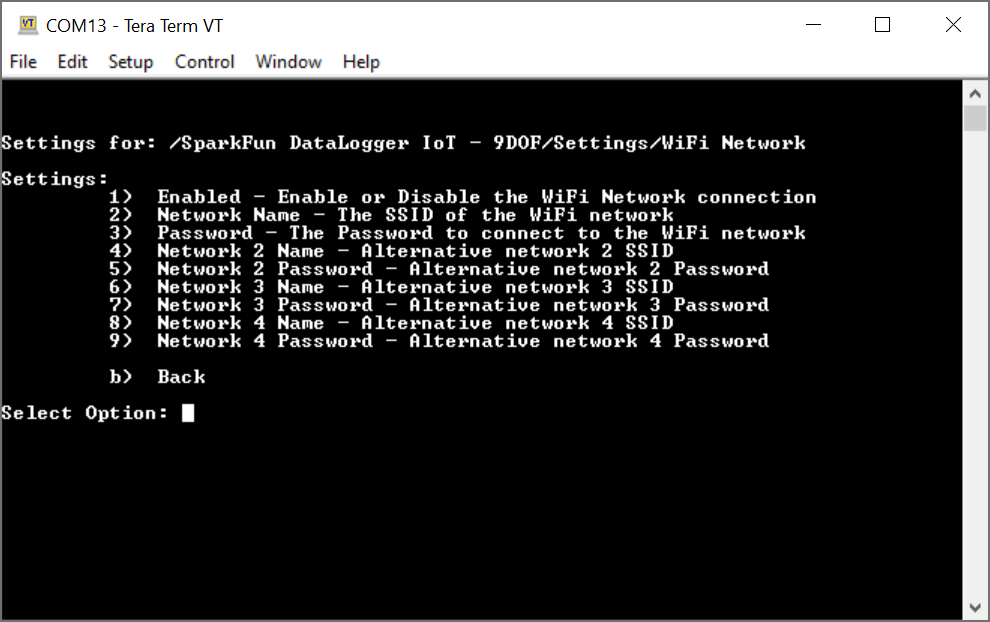 COM13 - Tera Term VT
File Edit Setup Control Window Help
Settings for: /SparkFun DataLogger IoT - 9DOF/Settings/WiFi Network
Settings:
1) Enabled - Enable or Disable the WiFi Network connection
2) Network Name - The SSID of the WiFi network
3) Password - The Password to connect to the WiFi network
4) Network 2 Name - Alternative network 2 SSID
5) Network 2 Password - Alternative network 2 Password
6) Network 3 Name - Alternative network 3 SSID
7) Network 3 Password - Alternative network 3 Password
8) Network 4 Name - Alternative network 4 SSID
9) Network 4 Password - Alternative network 4 Password
b) Back
Select Option: